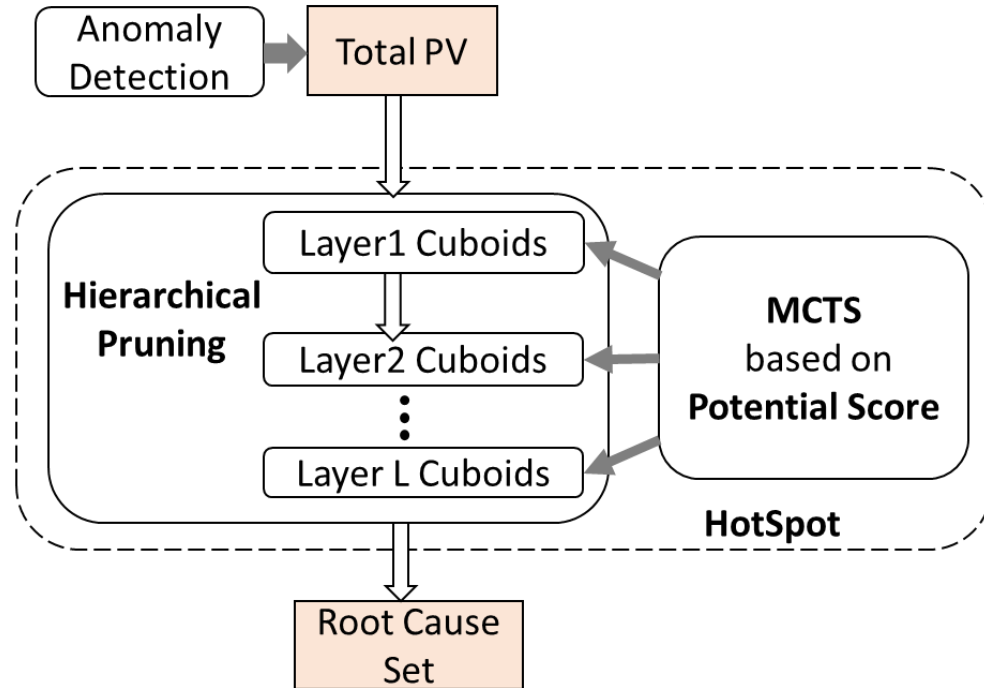 Anomaly
Detection
Total PV
Layer1 Cuboids
Hierarchical
Pruning
Layer2 Cuboids
Layer L Cuboids
MCTS
based on
Potential Score
HotSpot
Root Cause
Set